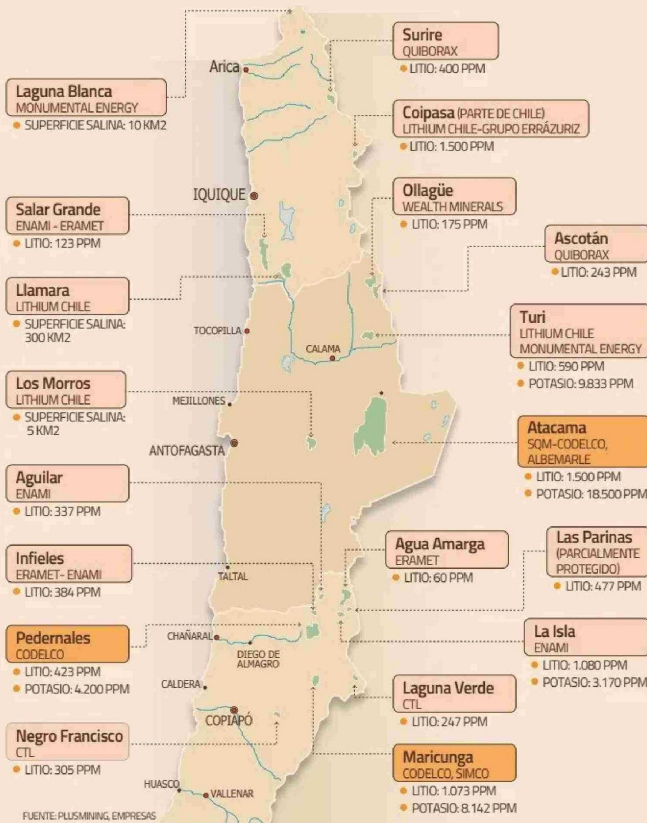 Laguna Blanca
MONUMENTAL ENERGY
SUPERFICIE SALINA: 10 KM2
Salar Grande
ENAMI - ERAMET
LITIO: 123 PPM
Llamara
LITHIUM CHILE
SUPERFICIE SALINA:
300 KM2
Los Morros
LITHIUM CHILE
SUPERFICIE SALINA:
5 KM2
Aguilar
ENAMI
LITIO: 337 PPM
Infieles
ERAMET- ENAMI
LITIO: 384 PPM
Pedernales
CODELCO
LITIO: 423 PPM
POTASIO: 4.200 PPM
Negro Francisco
CTL
LITIO: 305 PPM
Arica
IQUIQUE
TOCOPILLA
CALAMA
MEJILLONES
ANTOFAGASTA
TALTAL
CHAÑARAL
DIEGO DE
ALMAGRO
CALDERA
COPIAPÓ
HUASCO
VALLENAR
Surire
QUIBORAX
LITIO: 400 PPM
Coipasa (PARTE DE CHILE)
LITHIUM CHILE-GRUPO ERRÁZURIZ
LITIO: 1.500 PPM
Ollagüe
WEALTH MINERALS
LITIO: 175 PPM
Ascotán
QUIBORAX
LITIO: 243 PPM
Turi
LITHIUM CHILE
MONUMENTAL ENERGY
LITIO: 590 PPM
POTASIO: 9.833 PPM
Atacama
SQM-CODELCO,
ALBEMARLE
LITIO: 1.500 PPM
POTASIO: 18.500 PPM
Agua Amarga
ERAMET
LITIO: 60 PPM
Las Parinas
(PARCIALMENTE
PROTEGIDO)
LITIO: 477 PPM
La Isla
ENAMI
LITIO: 1.080 PPM
POTASIO: 3.170 PPM
Laguna Verde
CTL
LITIO: 247 PPM
Maricunga
CODELCO, SIMCO
LITIO: 1.073 PPM
POTASIO: 8.142 PPM
FUENTE: PLUSMINING, EMPRESAS